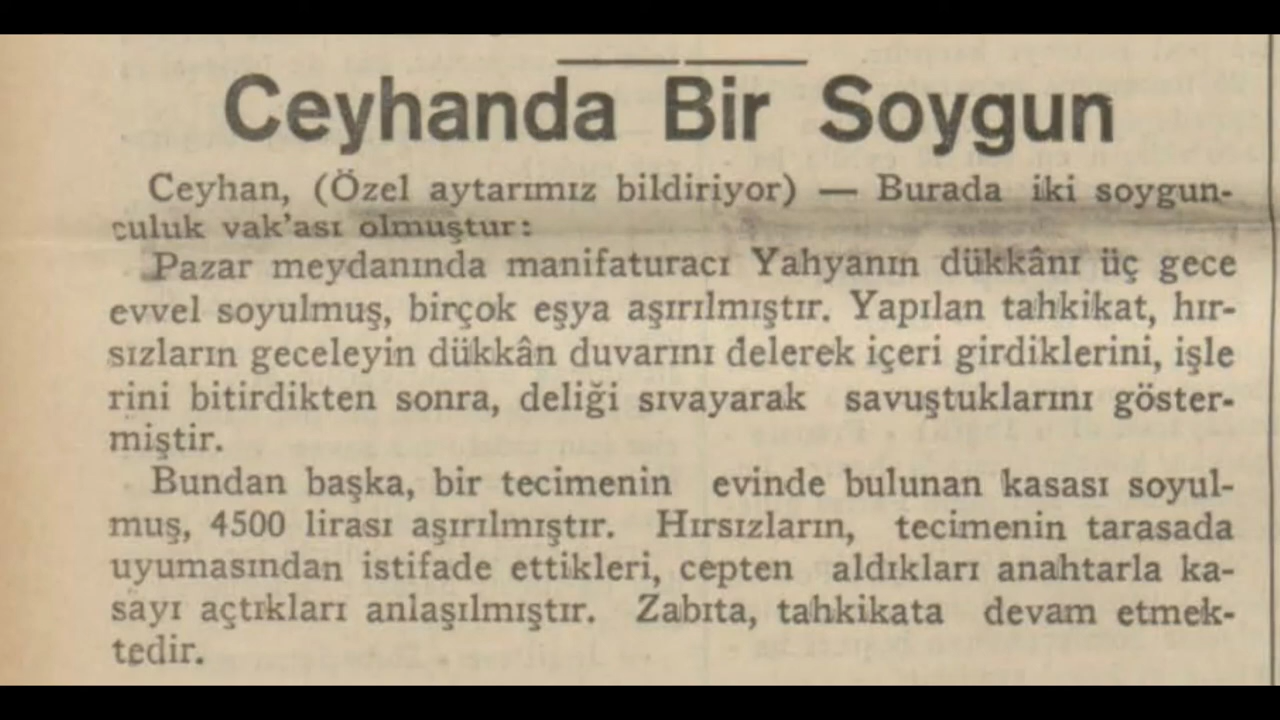 Ceyhanda Bir Soygun
Ceyhan, (Özel aytarımız bildiriyor) — Burada iki soygun-
culuk vak'ası olmuştur:
Pazar meydanında manifaturacı Yahyanın dükkânı üç gece
evvel soyulmuş, birçok eşya aşırılmıştır. Yapılan tahkikat, hır-
sızların geceleyin dükkân duvarını delerek içeri girdiklerini, işle
rini bitirdikten sonra, deliği sıvayarak savuştuklarını göster-
miştir.
Bundan başka, bir tecimenin evinde bulunan kasası soyul-
muş, 4500 lirası aşırılmıştır. Hırsızların, tecimenin tarasada
uyumasından istifade ettikleri, cepten aldıkları anahtarla ka-
sayı açtıkları anlaşılmıştır. Zabıta, tahkikata devam etmek-
tedir.